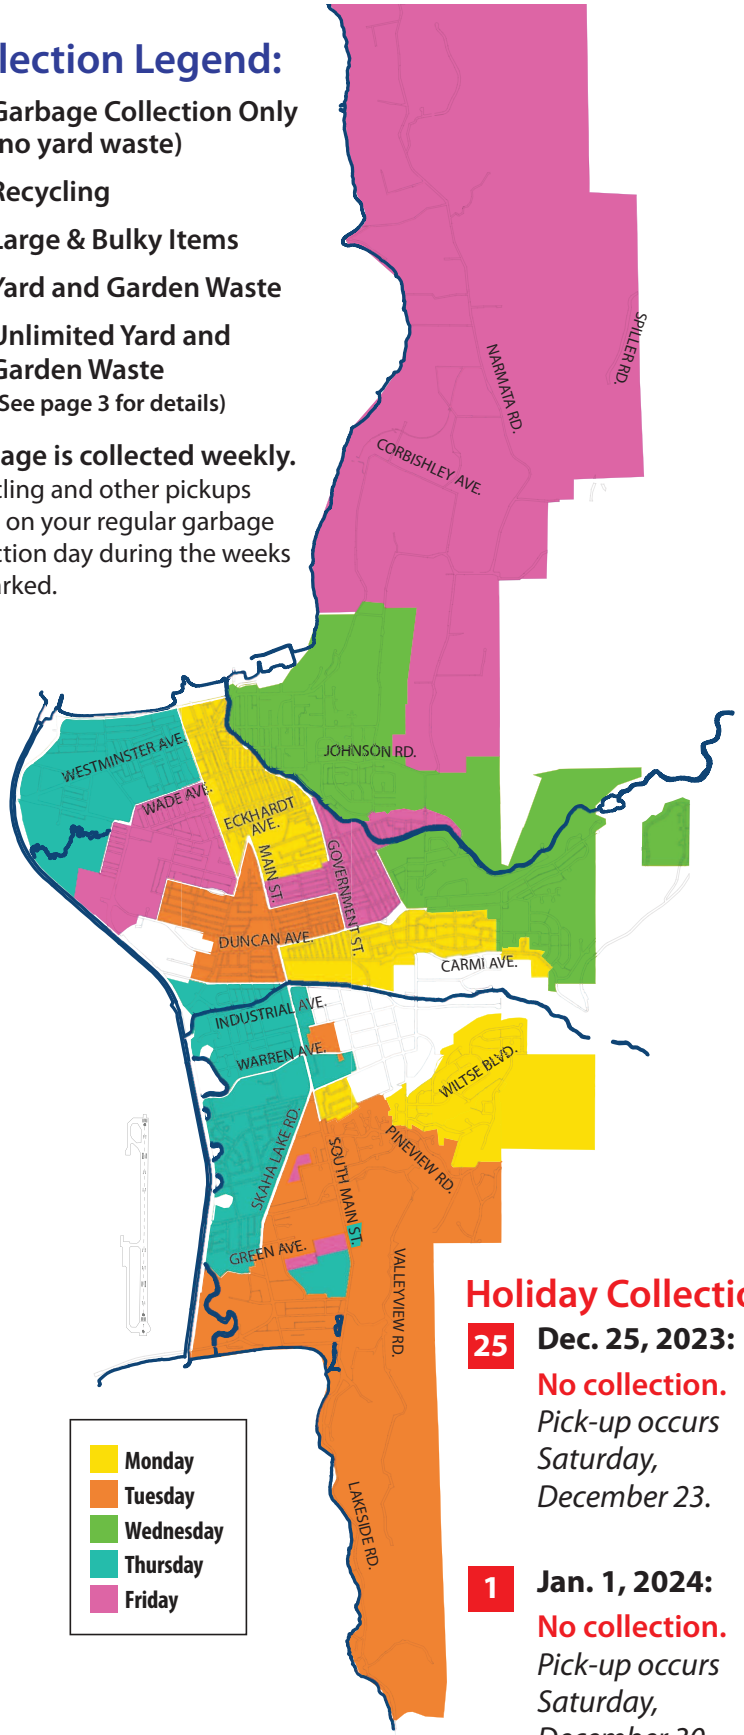 llection Legend:
Garbage Collection Only
no yard waste)
Recycling
Large & Bulky Items
Yard and Garden Waste
Unlimited Yard and
Garden Waste
(See page 3 for details)
age is collected weekly.
cling and other pickups
on your regular garbage
ction day during the weeks
arked.
SPILLER RD.
NARMATA RD.
CORBISHLEY AVE.
JOHNSON RD.
WESTMINSTER AVE.
WADE AVE.
ECKHARDT
AVE.
MAIN ST.
GOVERNMENT ST.
DUNCAN AVE.
CARMI AVE.
INDUSTRIAL AVE.
WARREN AVE.
WILTSE BLVD.
PINEVIEW RD.
SKAHA LAKE RD.
SOUTH MAIN ST.
GREEN AVE.
VALLEYVIEW RD.
LAKESIDE RD.
Monday
Tuesday
Wednesday
Thursday
Friday
Holiday Collectio
25 Dec. 25, 2023:
No collection.
Pick-up occurs
Saturday,
December 23.
1 Jan. 1, 2024:
No collection.
Pick-up occurs
Saturday,
December 30